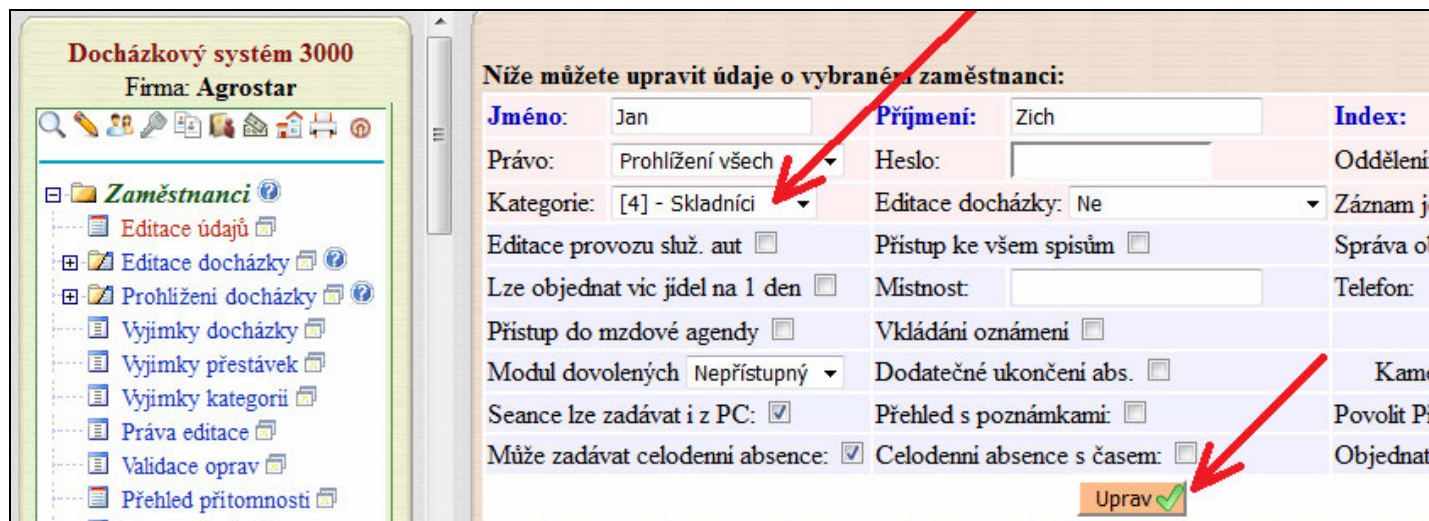 Docházkový systém 3000
Firma: Agrostar
Zaměstnanci
Editace údajů
Editace docházky
Prohlížení docházky
Vyjímky docházky
Vyjímky přestávek
Vyjímky kategorií
Práva editace
Validace oprav
Přehled přítomnosti
Níže můžete upravit údaje o vybraném zaměstnanci:
Jméno: Jan Příjmení: Zich Index:
Právo: Prohlížení všech Heslo: Oddělení
Kategorie: [4] - Skladníci Editace docházky: Ne Záznam j
Editace provozu služ. aut Přístup ke všem spisům Správa o
Lze objednat víc jídel na 1 den Místnost: Telefon:
Přístup do mzdové agendy Vkládání oznámení
Modul dovolených Nepřístupný Dodatečné ukončení abs. Kam
Seance lze zadávat i z PC: Přehled s poznámkami: Povolit P
Může zadávat celodenní absence: Celodenní absence s časem: Objednat
Uprav